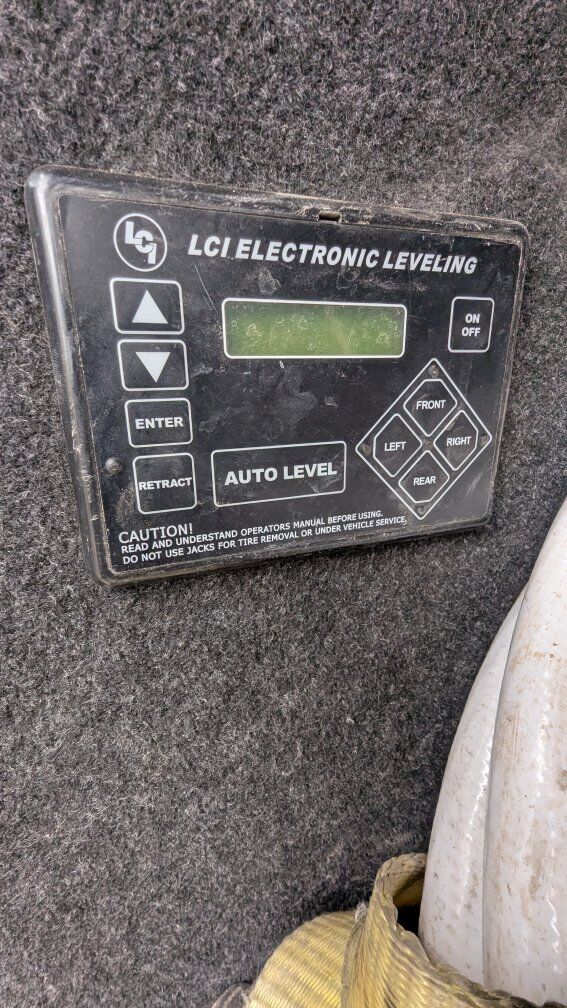 LCI
LCI ELECTRONIC LEVELING
ON
OFF
ENTER
RETRACT
AUTO LEVEL
FRONT
LEFT
RIGHT
REAR
CAUTION!
READ AND UNDERSTAND OPERATORS MANUAL BEFORE USING.
DO NOT USE JACKS FOR TIRE REMOVAL OR UNDER VEHICLE SERVICE.